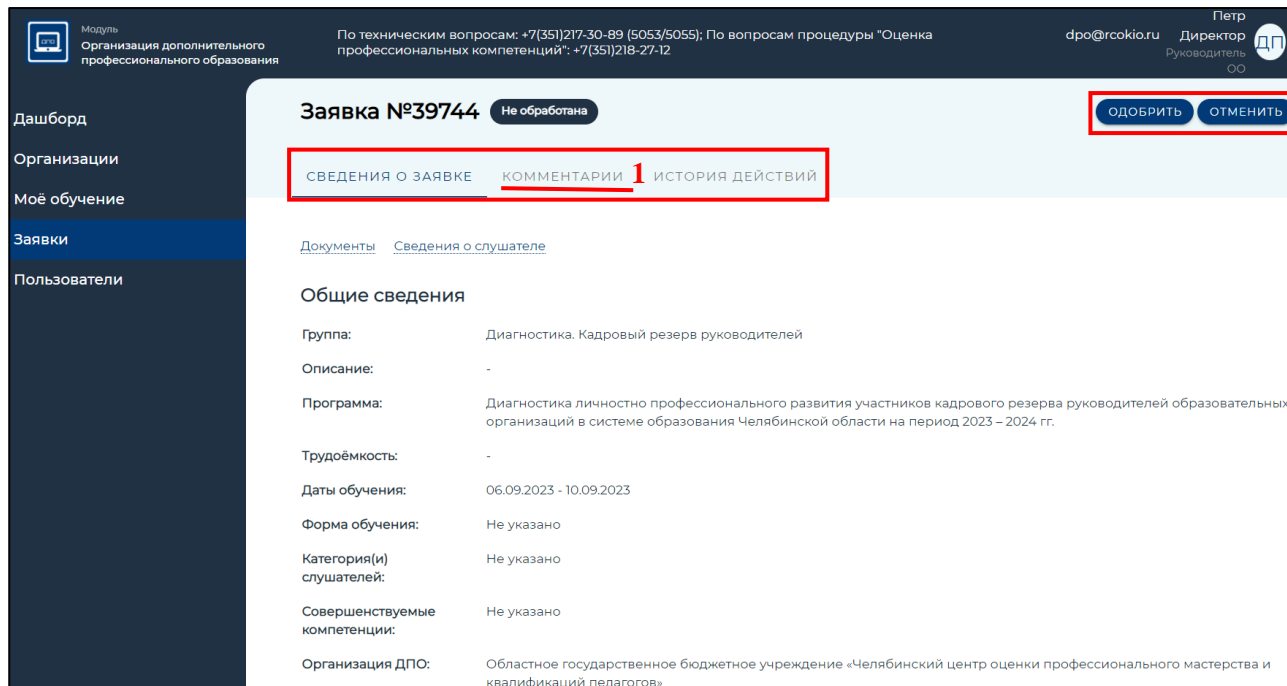 дпо
Модуль
Организация дополнительного
профессионального образования
По техническим вопросам: +7(351)217-30-89 (5053/5055); По вопросам процедуры "Оценка
профессиональных компетенций": +7(351)218-27-12
dpo@rcokio.ru
Петр
Директор
Руководитель
ОО
ДП
Дашборд
Организации
Моё обучение
Заявки
Пользователи
Заявка №39744 Не обработана
ОДОБРИТЬ ОТМЕНИТЬ
СВЕДЕНИЯ О ЗАЯВКЕ КОММЕНТАРИИ 1 ИСТОРИЯ ДЕЙСТВИЙ
Документы Сведения о слушателе
Общие сведения
Группа: Диагностика. Кадровый резерв руководителей
Описание: -
Программа: Диагностика личностно профессионального развития участников кадрового резерва руководителей образовательных
организаций в системе образования Челябинской области на период 2023 – 2024 гг.
Трудоёмкость: -
Даты обучения: 06.09.2023 - 10.09.2023
Форма обучения: Не указано
Категория(и) Не указано
слушателей:
Совершенствуемые Не указано
компетенции:
Организация ДПО: Областное государственное бюджетное учреждение «Челябинский центр оценки профессионального мастерства и
квалификаций педагогов»